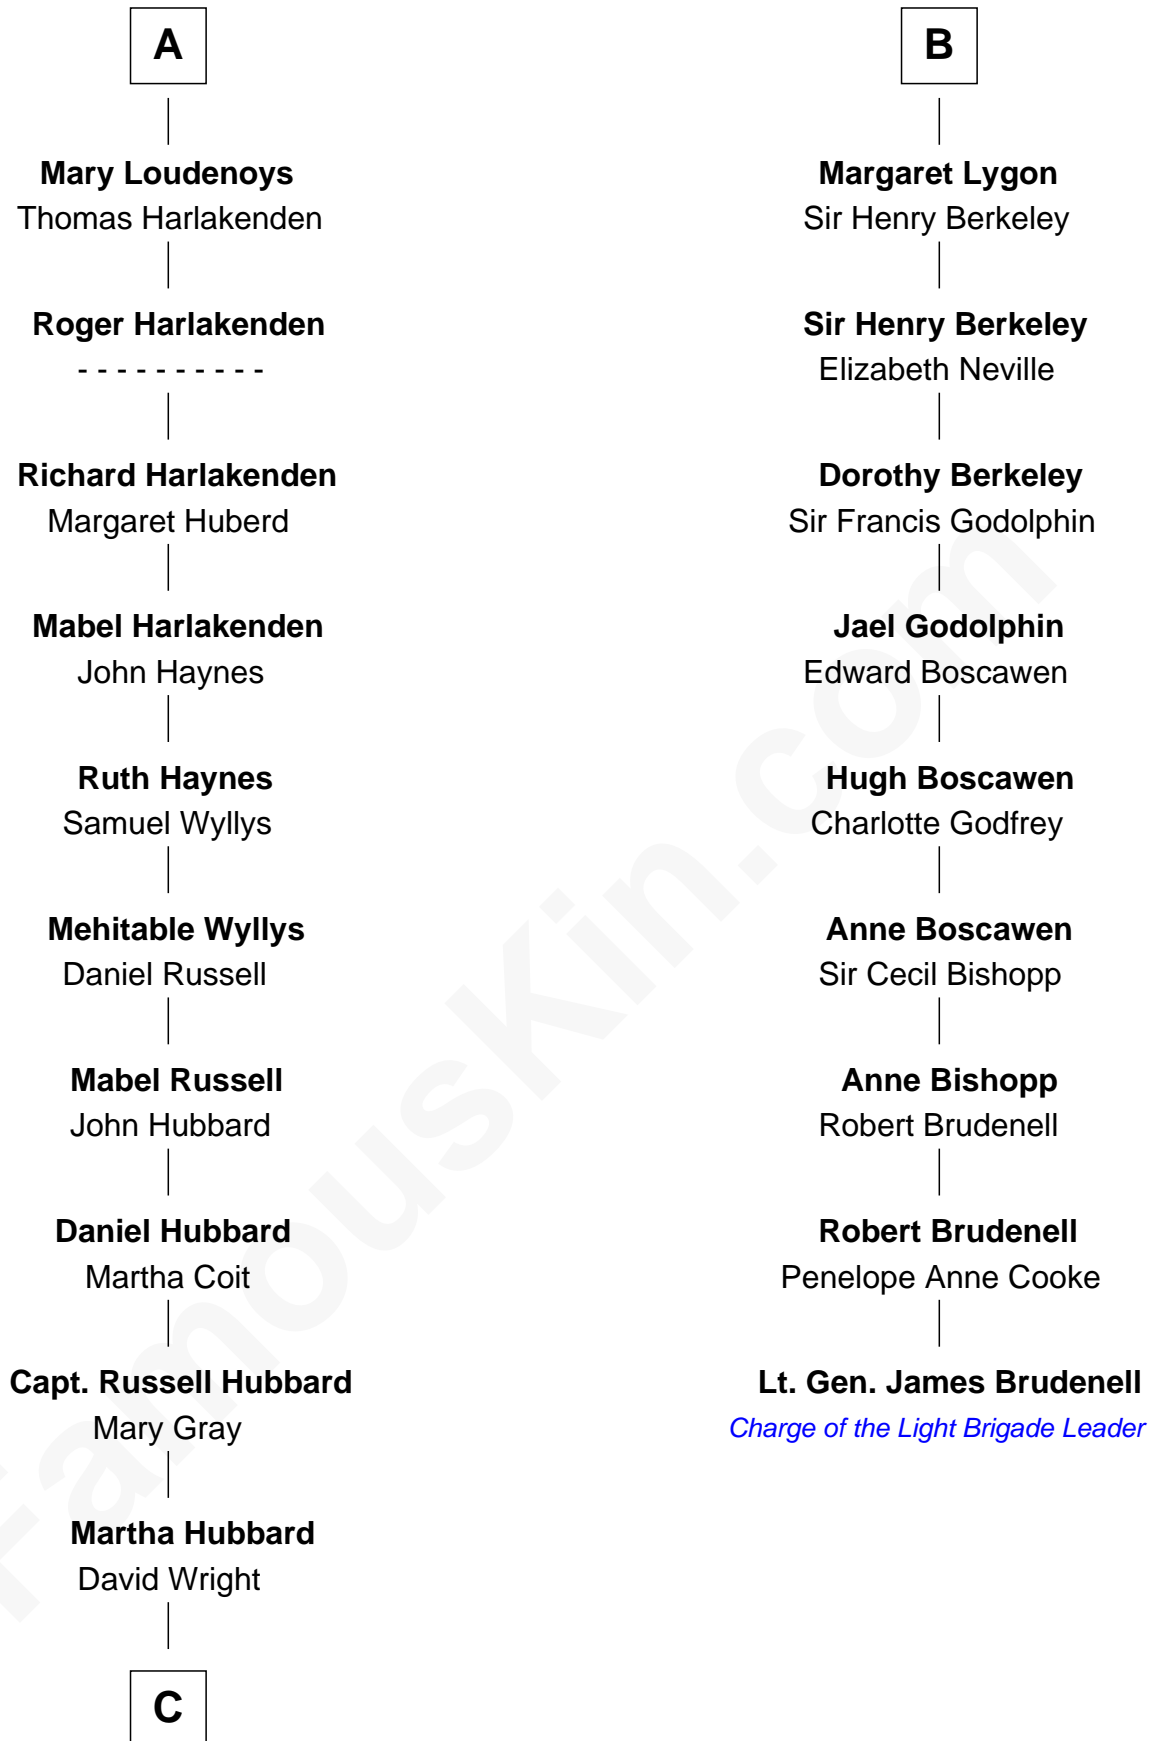 A
Mary Loudenoys
Thomas Harlakenden
Roger Harlakenden
- - - - - - - - - -
Richard Harlakenden
Margaret Huberd
Mabel Harlakenden
John Haynes
Ruth Haynes
Samuel Wyllys
Mehitable Wyllys
Daniel Russell
Mabel Russell
John Hubbard
Daniel Hubbard
Martha Coit
Capt. Russell Hubbard
Mary Gray
Martha Hubbard
David Wright
C
B
Margaret Lygon
Sir Henry Berkeley
Sir Henry Berkeley
Elizabeth Neville
Dorothy Berkeley
Sir Francis Godolphin
Jael Godolphin
Edward Boscawen
Hugh Boscawen
Charlotte Godfrey
Anne Boscawen
Sir Cecil Bishopp
Anne Bishopp
Robert Brudenell
Robert Brudenell
Penelope Anne Cooke
Lt. Gen. James Brudenell
Charge of the Light Brigade Leader
FamousKin.com